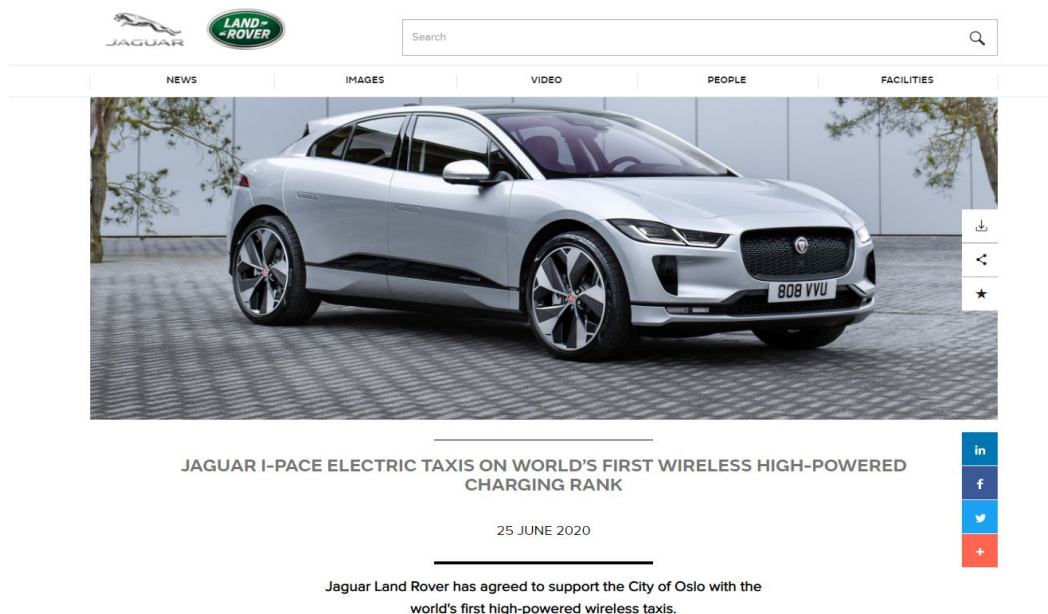 JAGUAR
LAND-
-ROVER
Search
NEWS
IMAGES
VIDEO
PEOPLE
FACILITIES
JAGUAR
808 VVU
in
f
+
JAGUAR I-PACE ELECTRIC TAXIS ON WORLD'S FIRST WIRELESS HIGH-POWERED
CHARGING RANK
25 JUNE 2020
Jaguar Land Rover has agreed to support the City of Oslo with the
world's first high-powered wireless taxis.